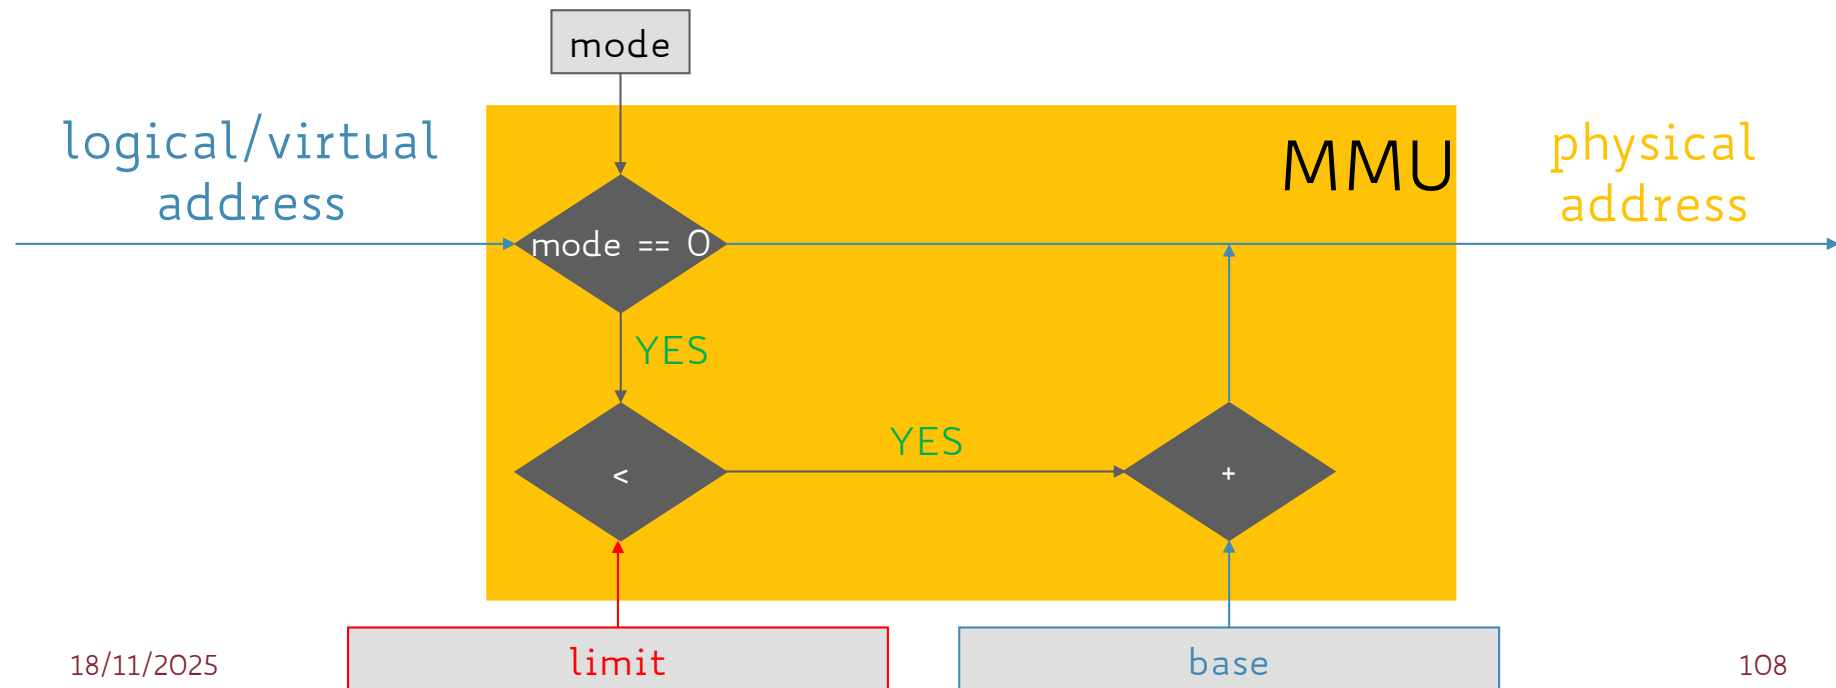 mode
logical/virtual
address
MMU
physical
address
mode == 0
YES
YES
<
+
limit
base
18/11/2025
108